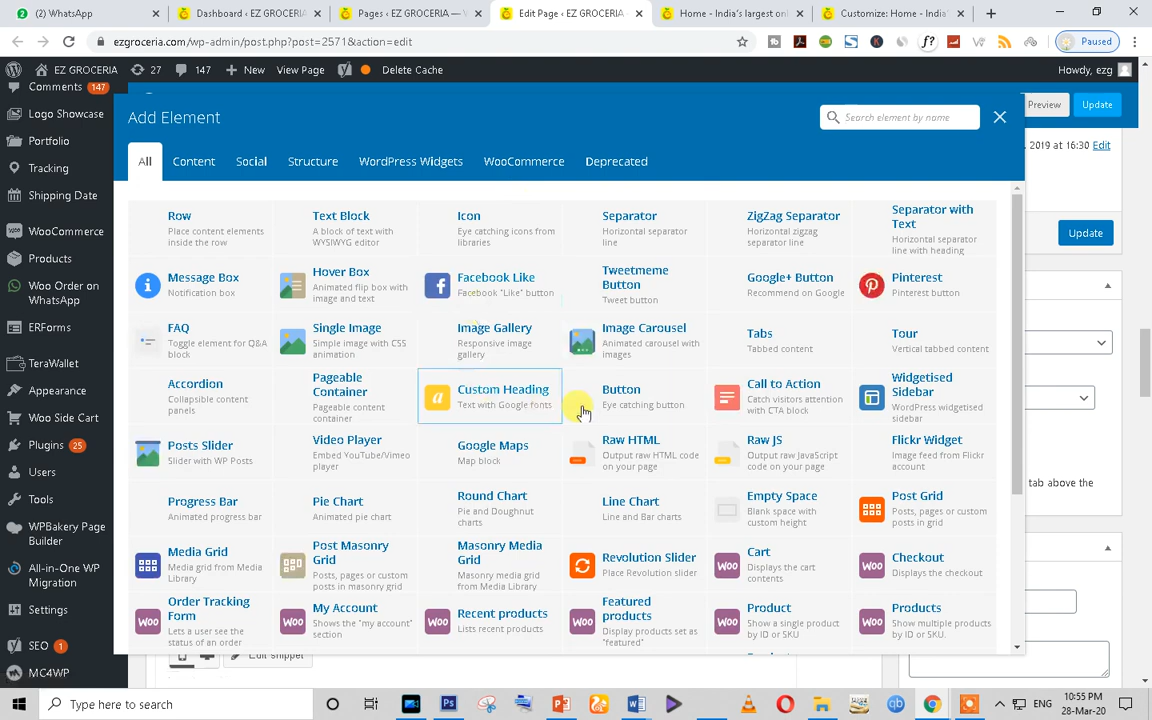 (2) WhatsApp
Dashboard ‹ EZ GROCERI
Pages ‹ EZ GROCERIA — 
Edit Page ‹ EZ GROCERI
Home - India's largest onl
Customize: Home - India'
ezgroceria.com/wp-admin/post.php?post=2571&action=edit
Paused
EZ GROCERIA
27
147
New
View Page
Delete Cache
Howdy, ezg
Comments 147
Logo Showcase
Portfolio
Tracking
Shipping Date
WooCommerce
Products
Woo Order on
WhatsApp
ERForms
TeraWallet
Appearance
Woo Side Cart
Plugins 25
Users
Tools
WPBakery Page
Builder
All-in-One WP
Migration
Settings
SEO 1
MC4WP
Add Element
Search element by name
Preview
Update
All
Content
Social
Structure
WordPress Widgets
WooCommerce
Deprecated
, 2019 at 16:30 Edit
Update
tab above the
Row
Place content elements
inside the row
Text Block
A block of text with
WYSIWYG editor
Icon
Eye catching icons from
libraries
Separator
Horizontal separator
line
ZigZag Separator
Horizontal zigzag
separator line
Separator with
Text
Horizontal separator
line with heading
Message Box
Notification box
Hover Box
Animated flip box with
image and text
Facebook Like
Facebook "Like" button
Tweetmeme
Button
Tweet button
Google+ Button
Recommend on Google
Pinterest
Pinterest button
FAQ
Toggle element for Q&A
block
Single Image
Simple image with CSS
animation
Image Gallery
Responsive image
gallery
Image Carousel
Animated carousel with
images
Tabs
Tabbed content
Tour
Vertical tabbed content
Accordion
Collapsible content
panels
Pageable
Container
Pageable content
container
Custom Heading
Text with Google fonts
Button
Eye catching button
Call to Action
Catch visitors attention
with CTA block
Widgetised
Sidebar
WordPress widgetised
sidebar
Posts Slider
Slider with WP Posts
Video Player
Embed YouTube/Vimeo
player
Google Maps
Map block
Raw HTML
Output raw HTML code
on your page
Raw JS
Output raw JavaScript
code on your page
Flickr Widget
Image feed from Flickr
account
Progress Bar
Animated progress bar
Pie Chart
Animated pie chart
Round Chart
Pie and Doughnut
charts
Line Chart
Line and Bar charts
Empty Space
Blank space with
custom height
Post Grid
Posts, pages or custom
posts in grid
Media Grid
Media grid from Media
Library
Post Masonry
Grid
Posts, pages or custom
posts in masonry grid
Masonry Media
Grid
Masonry media grid
from Media Library
Revolution Slider
Place Revolution slider
Cart
Displays the cart
contents
Checkout
Displays the checkout
Order Tracking
Form
Lets a user see the
status of an order
My Account
Shows the "my account"
section
Recent products
Lists recent products
Featured
products
Display products set as
"featured"
Product
Show a single product
by ID or SKU
Products
Show multiple products
by ID or SKU.
Edit snippet
Type here to search
ENG
10:55 PM
28-Mar-20